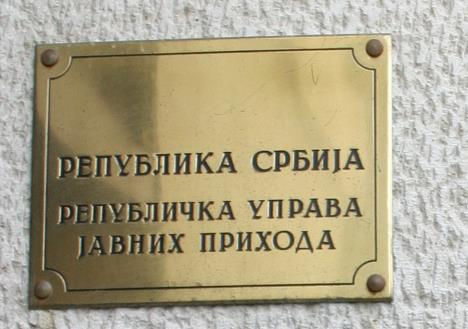 РЕПУБЛИКА СРБИЈА
РЕПУБЛИЧКА УПРАВА
ЈАВНИХ ПРИХОДА